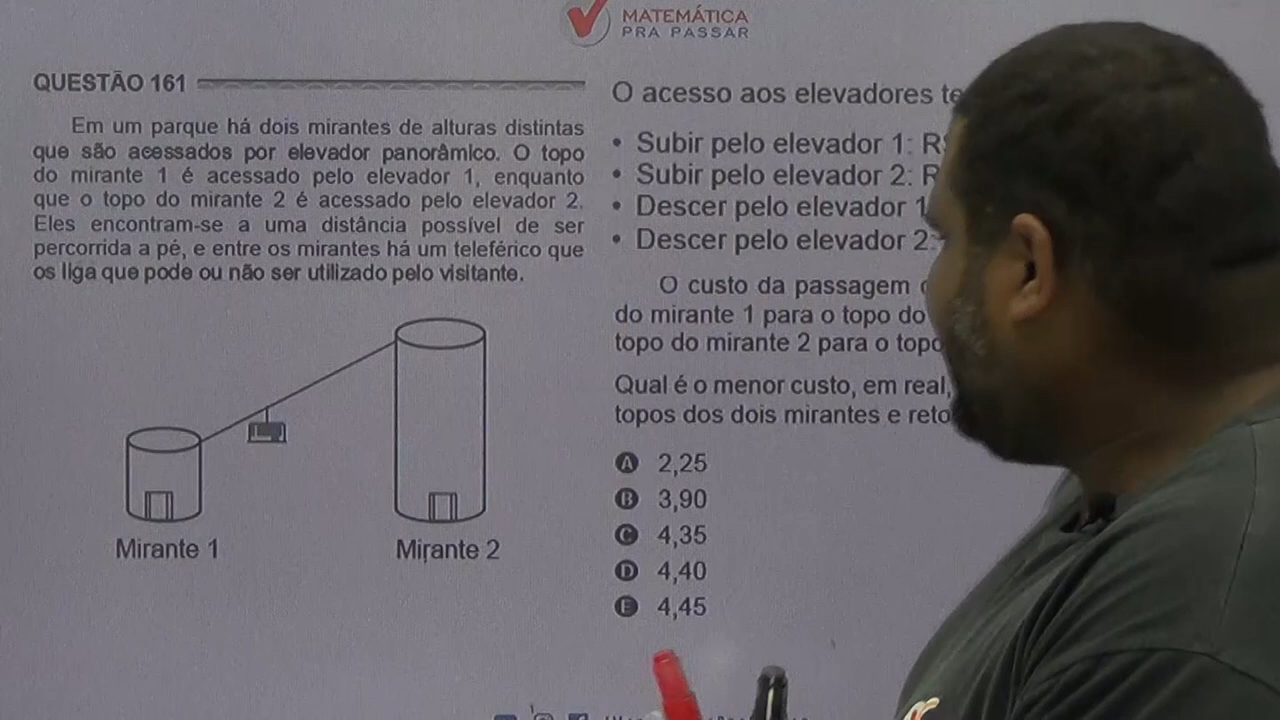 MATEMÁTICA
PRA PASSAR
QUESTÃO 161
Em um parque há dois mirantes de alturas distintas
que são acessados por elevador panorâmico. O topo
do mirante 1 é acessado pelo elevador 1, enquanto
que o topo do mirante 2 é acessado pelo elevador 2.
Eles encontram-se a uma distância possível de ser
percorrida a pé, e entre os mirantes há um teleférico que
os liga que pode ou não ser utilizado pelo visitante.
Mirante 1
Mirante 2
O acesso aos elevadores
Subir pelo elevador 1:
Subir pelo elevador 2:
Descer pelo elevador 1
Descer pelo elevador 2:
O custo da passagem
do mirante 1 para o topo do
topo do mirante 2 para o
Qual é o menor custo, em real,
topos dos dois mirantes e
A 2,25
B 3,90
C 4,35
D 4,40
E 4,45